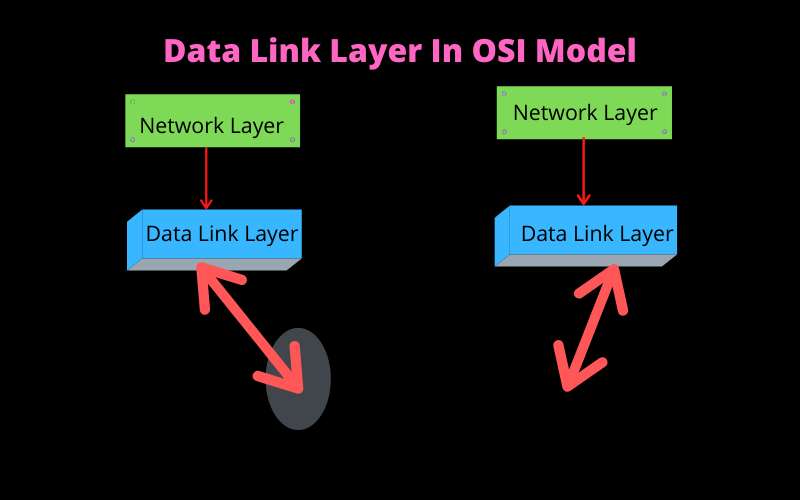 Data Link Layer In OSI Model
Network Layer
Network Layer
Data Link Layer
Data Link Layer